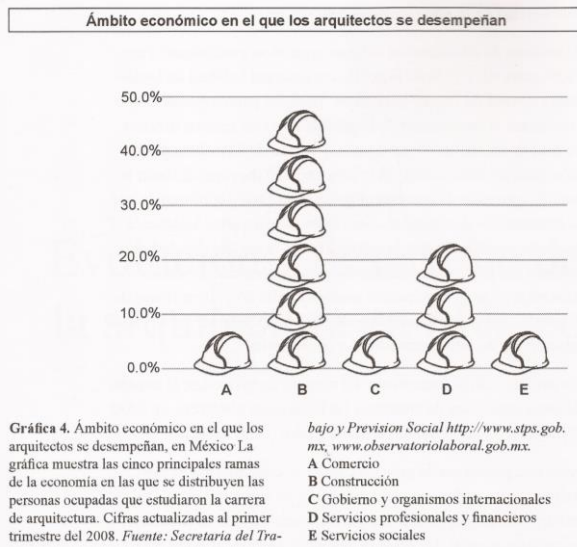 Ámbito económico en el que los arquitectos se desempeñan
50.0%
40.0%
30.0%
20.0%
10.0%
0.0%
A B C D E
Gráfica 4. Ámbito económico en el que los
arquitectos se desempeñan, en México La
gráfica muestra las cinco principales ramas
de la economía en las que se distribuyen las
personas ocupadas que estudiaron la carrera
de arquitectura. Cifras actualizadas al primer
trimestre del 2008. Fuente: Secretaria del Tra-
bajo y Prevision Social http://www.stps.gob.
mx, www.observatoriolaboral.gob.mx.
A Comercio
B Construcción
C Gobierno y organismos internacionales
D Servicios profesionales y financieros
E Servicios sociales